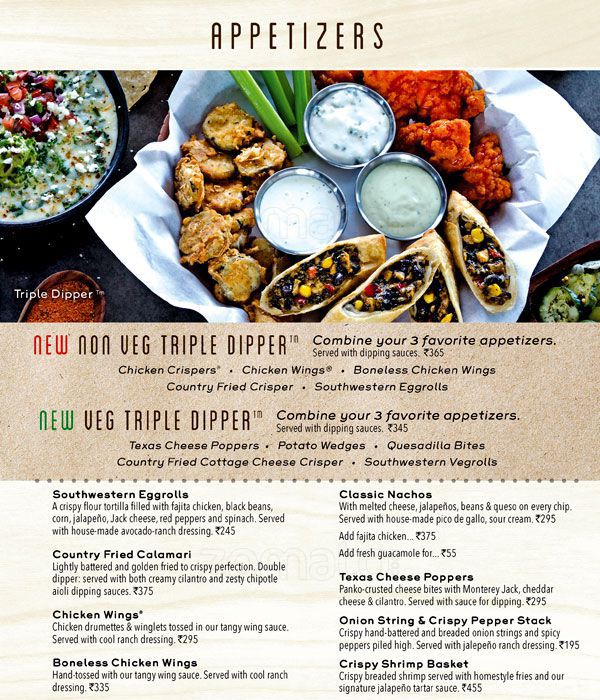 APPETIZERS
Triple Dipper™
NEW NON VEG TRIPLE DIPPER™ Combine your 3 favorite appetizers.
Served with dipping sauces. ₹365
Chicken Crispers® • Chicken Wings® • Boneless Chicken Wings
Country Fried Crisper • Southwestern Eggrolls
NEW VEG TRIPLE DIPPER™ Combine your 3 favorite appetizers.
Served with dipping sauces. ₹345
Texas Cheese Poppers • Potato Wedges • Quesadilla Bites
Country Fried Cottage Cheese Crisper • Southwestern Vegrolls
Southwestern Eggrolls
A crispy flour tortilla filled with fajita chicken, black beans,
corn, jalapeño, Jack cheese, red peppers and spinach. Served
with house-made avocado-ranch dressing. ₹245
Country Fried Calamari
Lightly battered and golden fried to crispy perfection. Double
dipper: served with both creamy cilantro and zesty chipotle
aioli dipping sauces. ₹375
Chicken Wings®
Chicken drumettes & winglets tossed in our tangy wing sauce.
Served with cool ranch dressing. ₹295
Boneless Chicken Wings
Hand-tossed with our tangy wing sauce. Served with cool ranch
dressing. ₹335
Classic Nachos
With melted cheese, jalapeños, beans & queso on every chip.
Served with house-made pico de gallo, sour cream. ₹295
Add fajita chicken... ₹375
Add fresh guacamole for... ₹55
Texas Cheese Poppers
Panko-crusted cheese bites with Monterey Jack, cheddar
cheese & cilantro. Served with sauce for dipping. ₹295
Onion String & Crispy Pepper Stack
Crispy hand-battered and breaded onion strings and spicy
peppers piled high. Served with jalapeño ranch dressing. ₹195
Crispy Shrimp Basket
Crispy breaded shrimp served with homestyle fries and our
signature jalapeño tartar sauce. ₹455
zomato